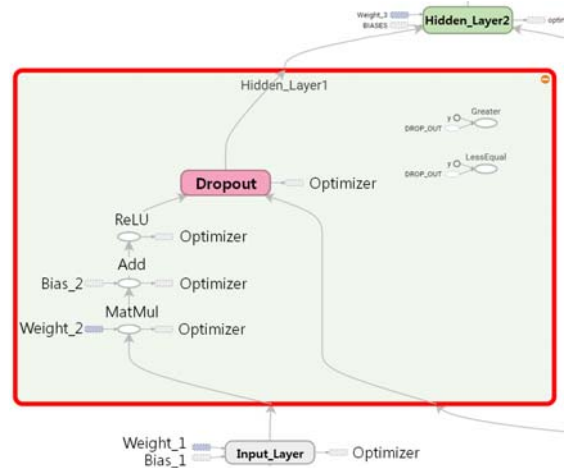 Weight_3
BIASES
Hidden_Layer2
Hidden_Layer1
Greater
y
DROP_OUT
LessEqual
y
DROP_OUT
Dropout
Optimizer
ReLU
Optimizer
Add
Bias_2
Optimizer
MatMul
Weight_2
Optimizer
Weight_1
Bias_1
Input_Layer
Optimizer